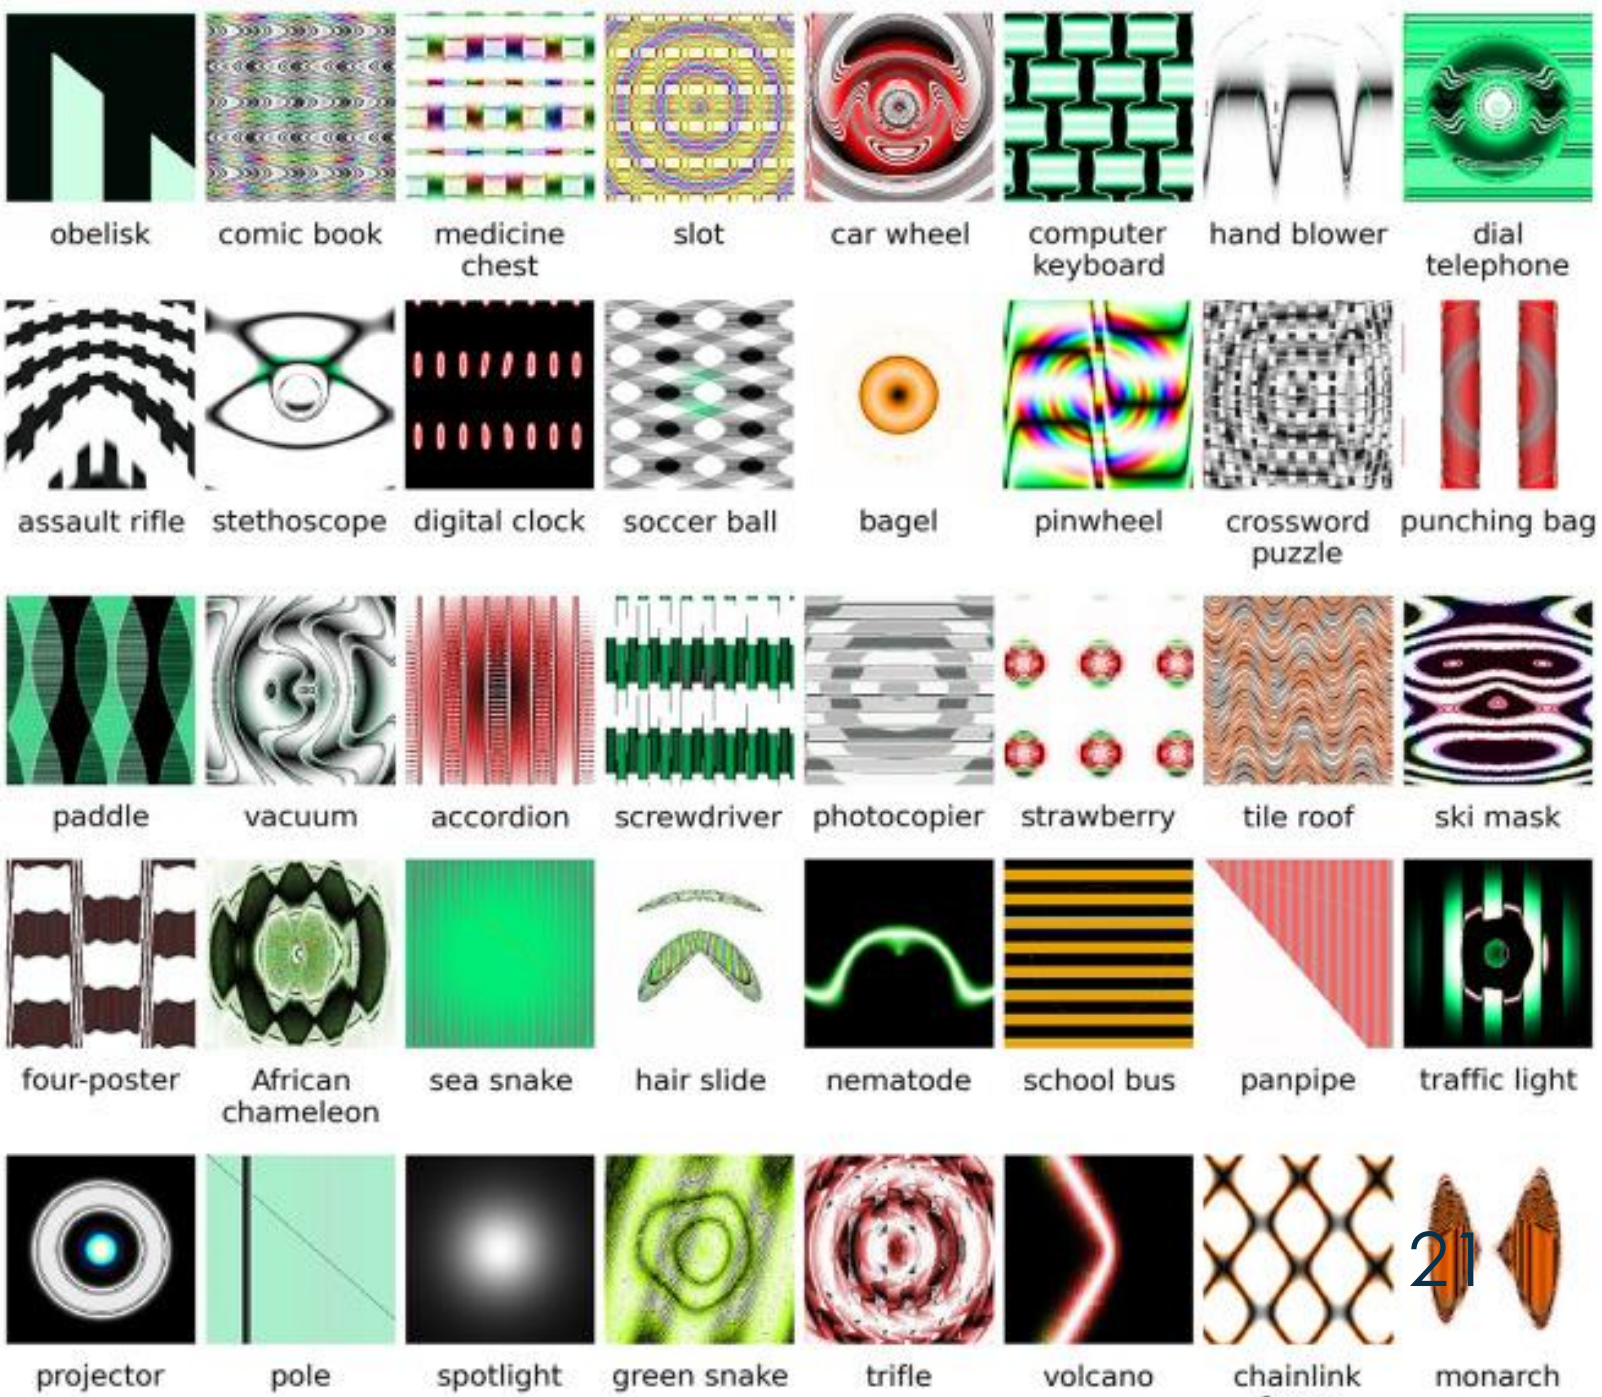 obelisk
comic book
medicine
chest
slot
car wheel
computer
keyboard
hand blower
dial
telephone
assault rifle
stethoscope
digital clock
soccer ball
bagel
pinwheel
crossword
puzzle
punching bag
paddle
vacuum
accordion
screwdriver
photocopier
strawberry
tile roof
ski mask
four-poster
African
chameleon
sea snake
hair slide
nematode
school bus
panpipe
traffic light
21
projector
pole
spotlight
green snake
trifle
volcano
chainlink
monarch